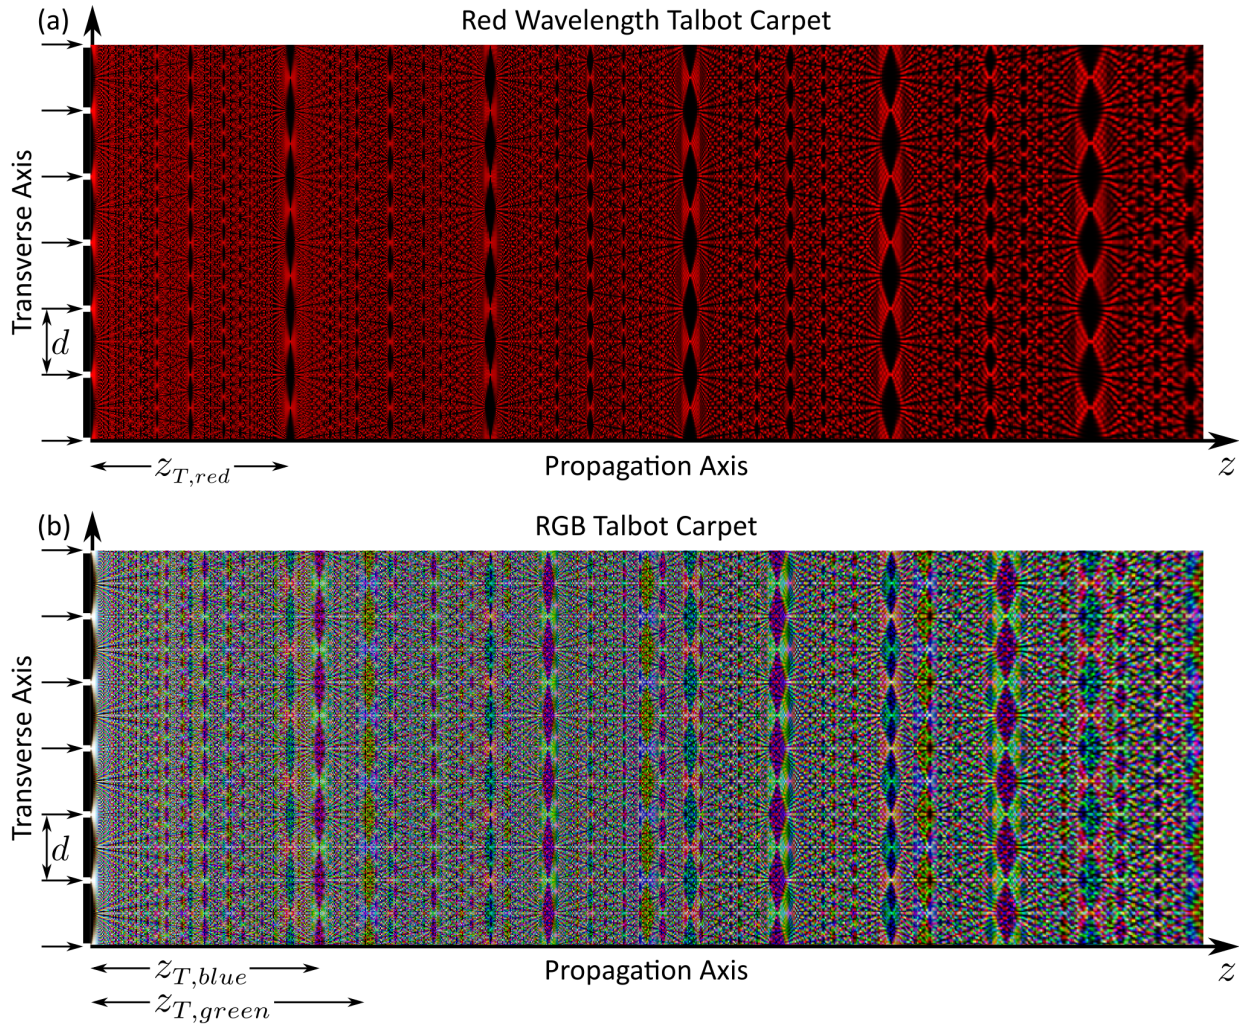 (a)
Red Wavelength Talbot Carpet
Transverse Axis
d
z_{T,red}
Propagation Axis
z
(b)
RGB Talbot Carpet
Transverse Axis
d
z_{T,blue}
Propagation Axis
z
z_{T,green}